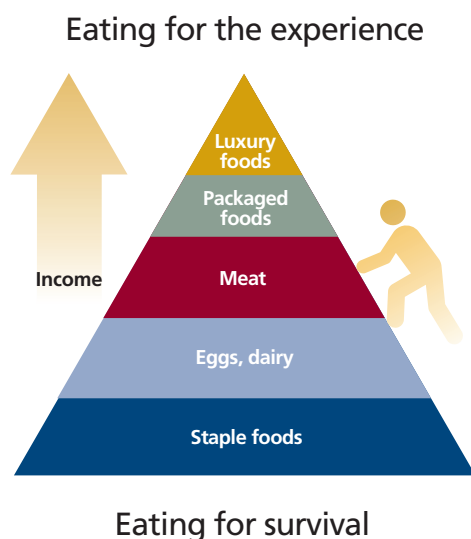 Eating for the experience
Luxury
foods
Packaged
foods
Income
Meat
Eggs, dairy
Staple foods
Eating for survival